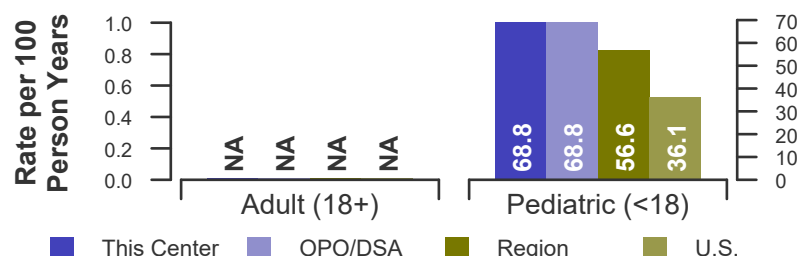 Rate per 100
Person Years
1.0
0.8
0.6
0.4
0.2
0.0
NA NA NA NA
68.8 68.8 56.6 36.1
70
60
50
40
30
20
10
0
Adult (18+) Pediatric (<18)
This Center OPO/DSA Region U.S.